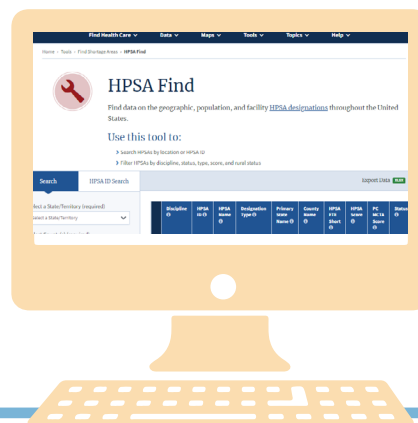 Find Health Care Data Maps Tools Topics Help
Home Tools Find Shortage Areas HPSA Find
HPSA Find
Find data on the geographic, population, and facility HPSA designations throughout the United
States.
Use this tool to:
> Search HPSAs by location or HPSA ID
> Filter HPSAs by discipline, status, type, score, and rural status
Search HPSA ID Search Export Data
a State/Territory (required)
Select a State/Territory
Discipline HPSA ID HPSA Name Designation Type Primary State Name County Name HPSA FTE Short HPSA Score PC MCTA Score Status